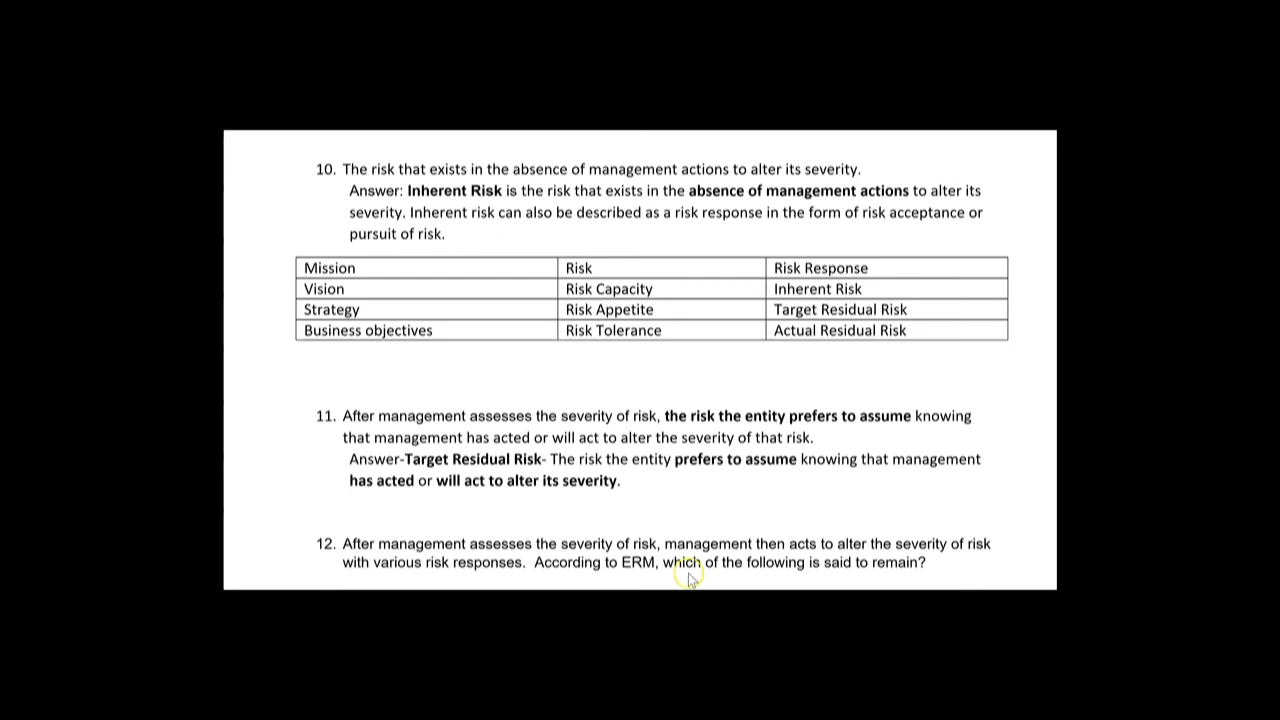 10. The risk that exists in the absence of management actions to alter its severity.
Answer: Inherent Risk is the risk that exists in the absence of management actions to alter its
severity. Inherent risk can also be described as a risk response in the form of risk acceptance or
pursuit of risk.
Mission Risk Risk Response
Vision Risk Capacity Inherent Risk
Strategy Risk Appetite Target Residual Risk
Business objectives Risk Tolerance Actual Residual Risk
11. After management assesses the severity of risk, the risk the entity prefers to assume knowing
that management has acted or will act to alter the severity of that risk.
Answer-Target Residual Risk- The risk the entity prefers to assume knowing that management
has acted or will act to alter its severity.
12. After management assesses the severity of risk, management then acts to alter the severity of risk
with various risk responses.  According to ERM, which of the following is said to remain?